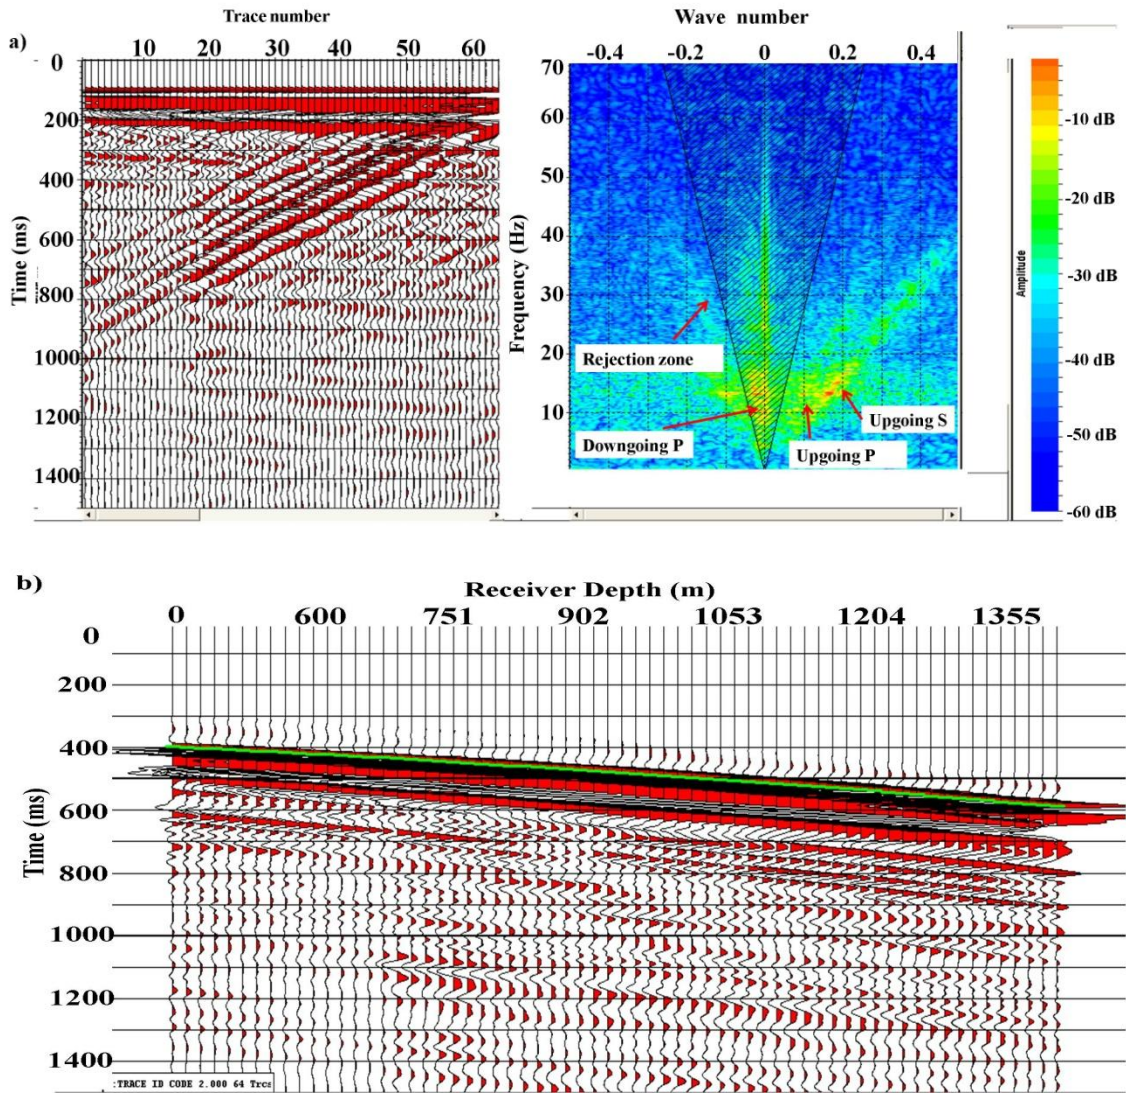 Trace number
Wave number
a)
10 20 30 40 50 60
-0.4 -0.2 0 0.2 0.4
0
200
400
600
800
1000
1200
1400
Time (ms)
70
60
50
40
30
20
10
Frequency (Hz)
Rejection zone
Downgoing P
Upgoing P
Upgoing S
-10 dB
-20 dB
-30 dB
-40 dB
-50 dB
-60 dB
Amplitude
b)
Receiver Depth (m)
0 600 751 902 1053 1204 1355
0
200
400
600
800
1000
1200
1400
Time (ms)
:TRACE ID CODE 2.000 64 Trcs